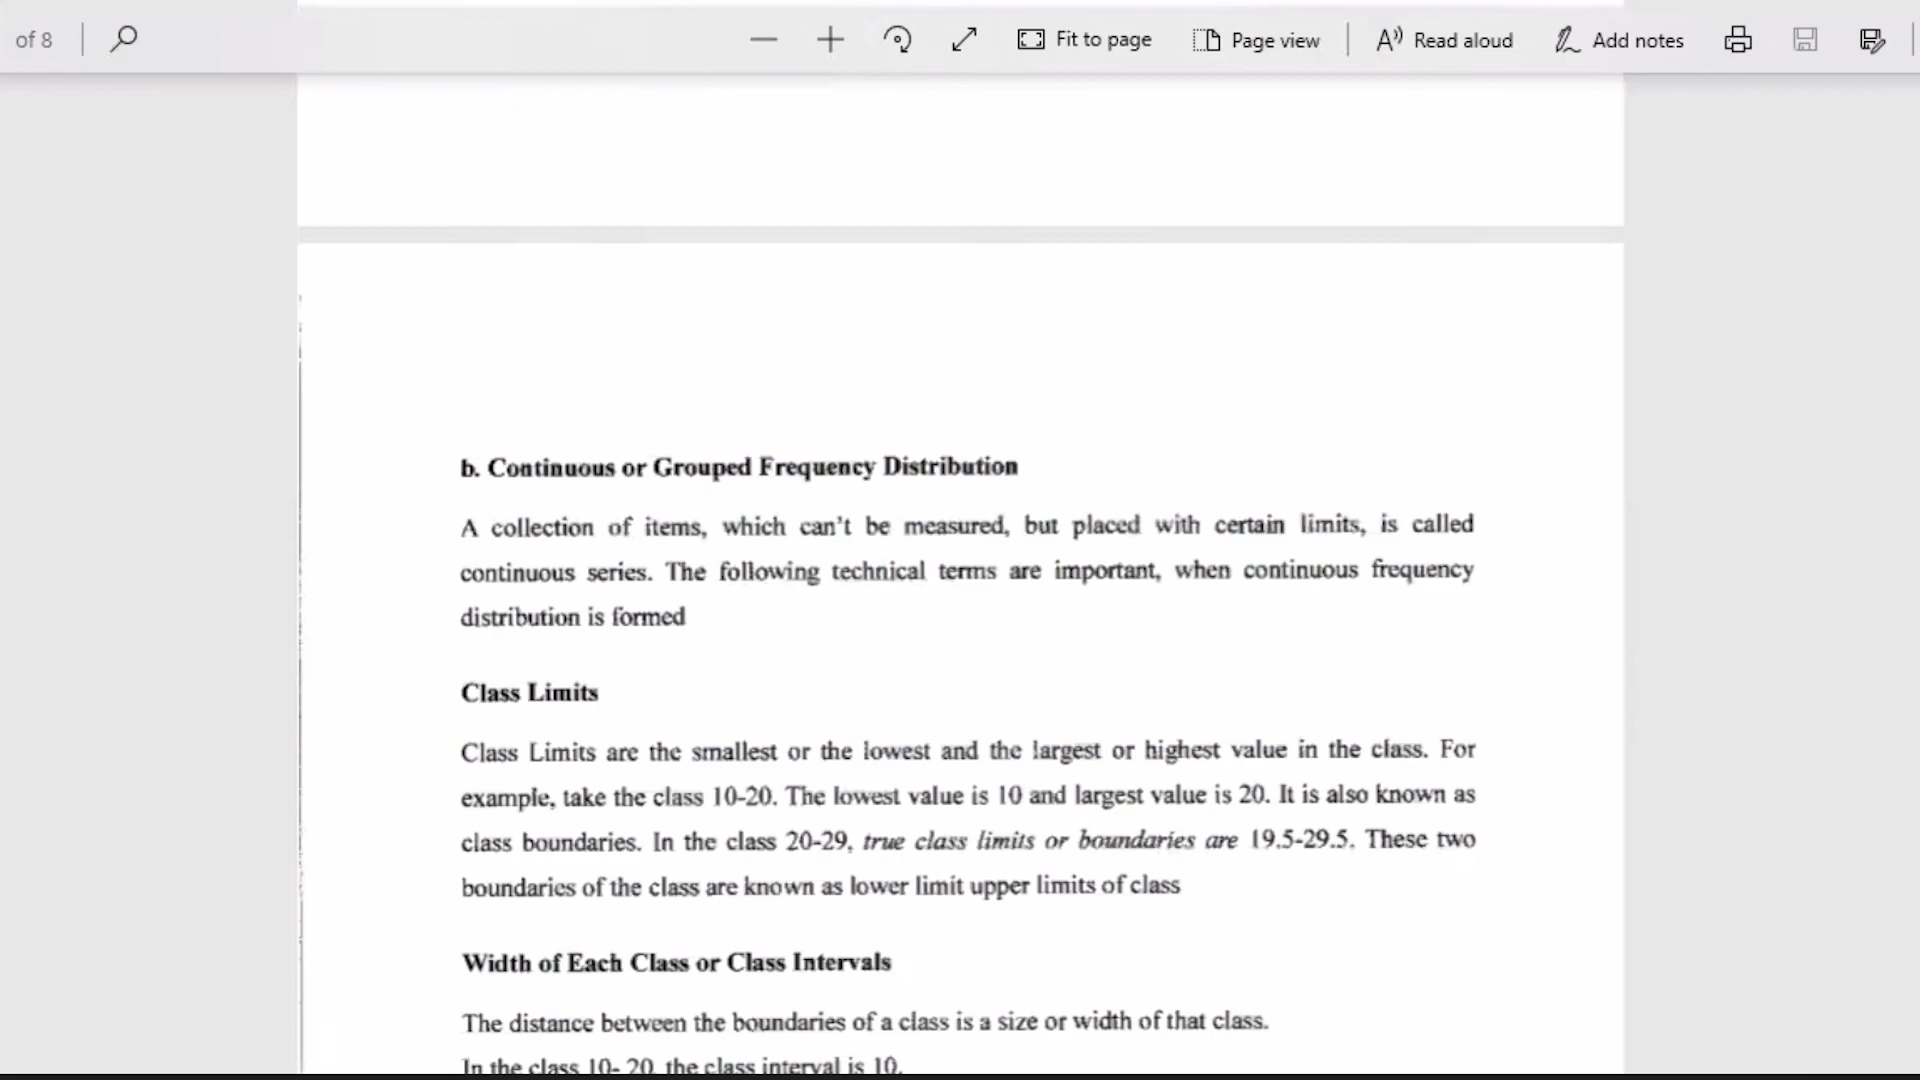 of 8 Fit to page Page view Read aloud Add notes
b. Continuous or Grouped Frequency Distribution
A collection of items, which can't be measured, but placed with certain limits, is called
continuous series. The following technical terms are important, when continuous frequency
distribution is formed
Class Limits
Class Limits are the smallest or the lowest and the largest or highest value in the class. For
example, take the class 10-20. The lowest value is 10 and largest value is 20. It is also known as
class boundaries. In the class 20-29, true class limits or boundaries are 19.5-29.5. These two
boundaries of the class are known as lower limit upper limits of class
Width of Each Class or Class Intervals
The distance between the boundaries of a class is a size or width of that class.
In the class 10- 20, the class interval is 10.